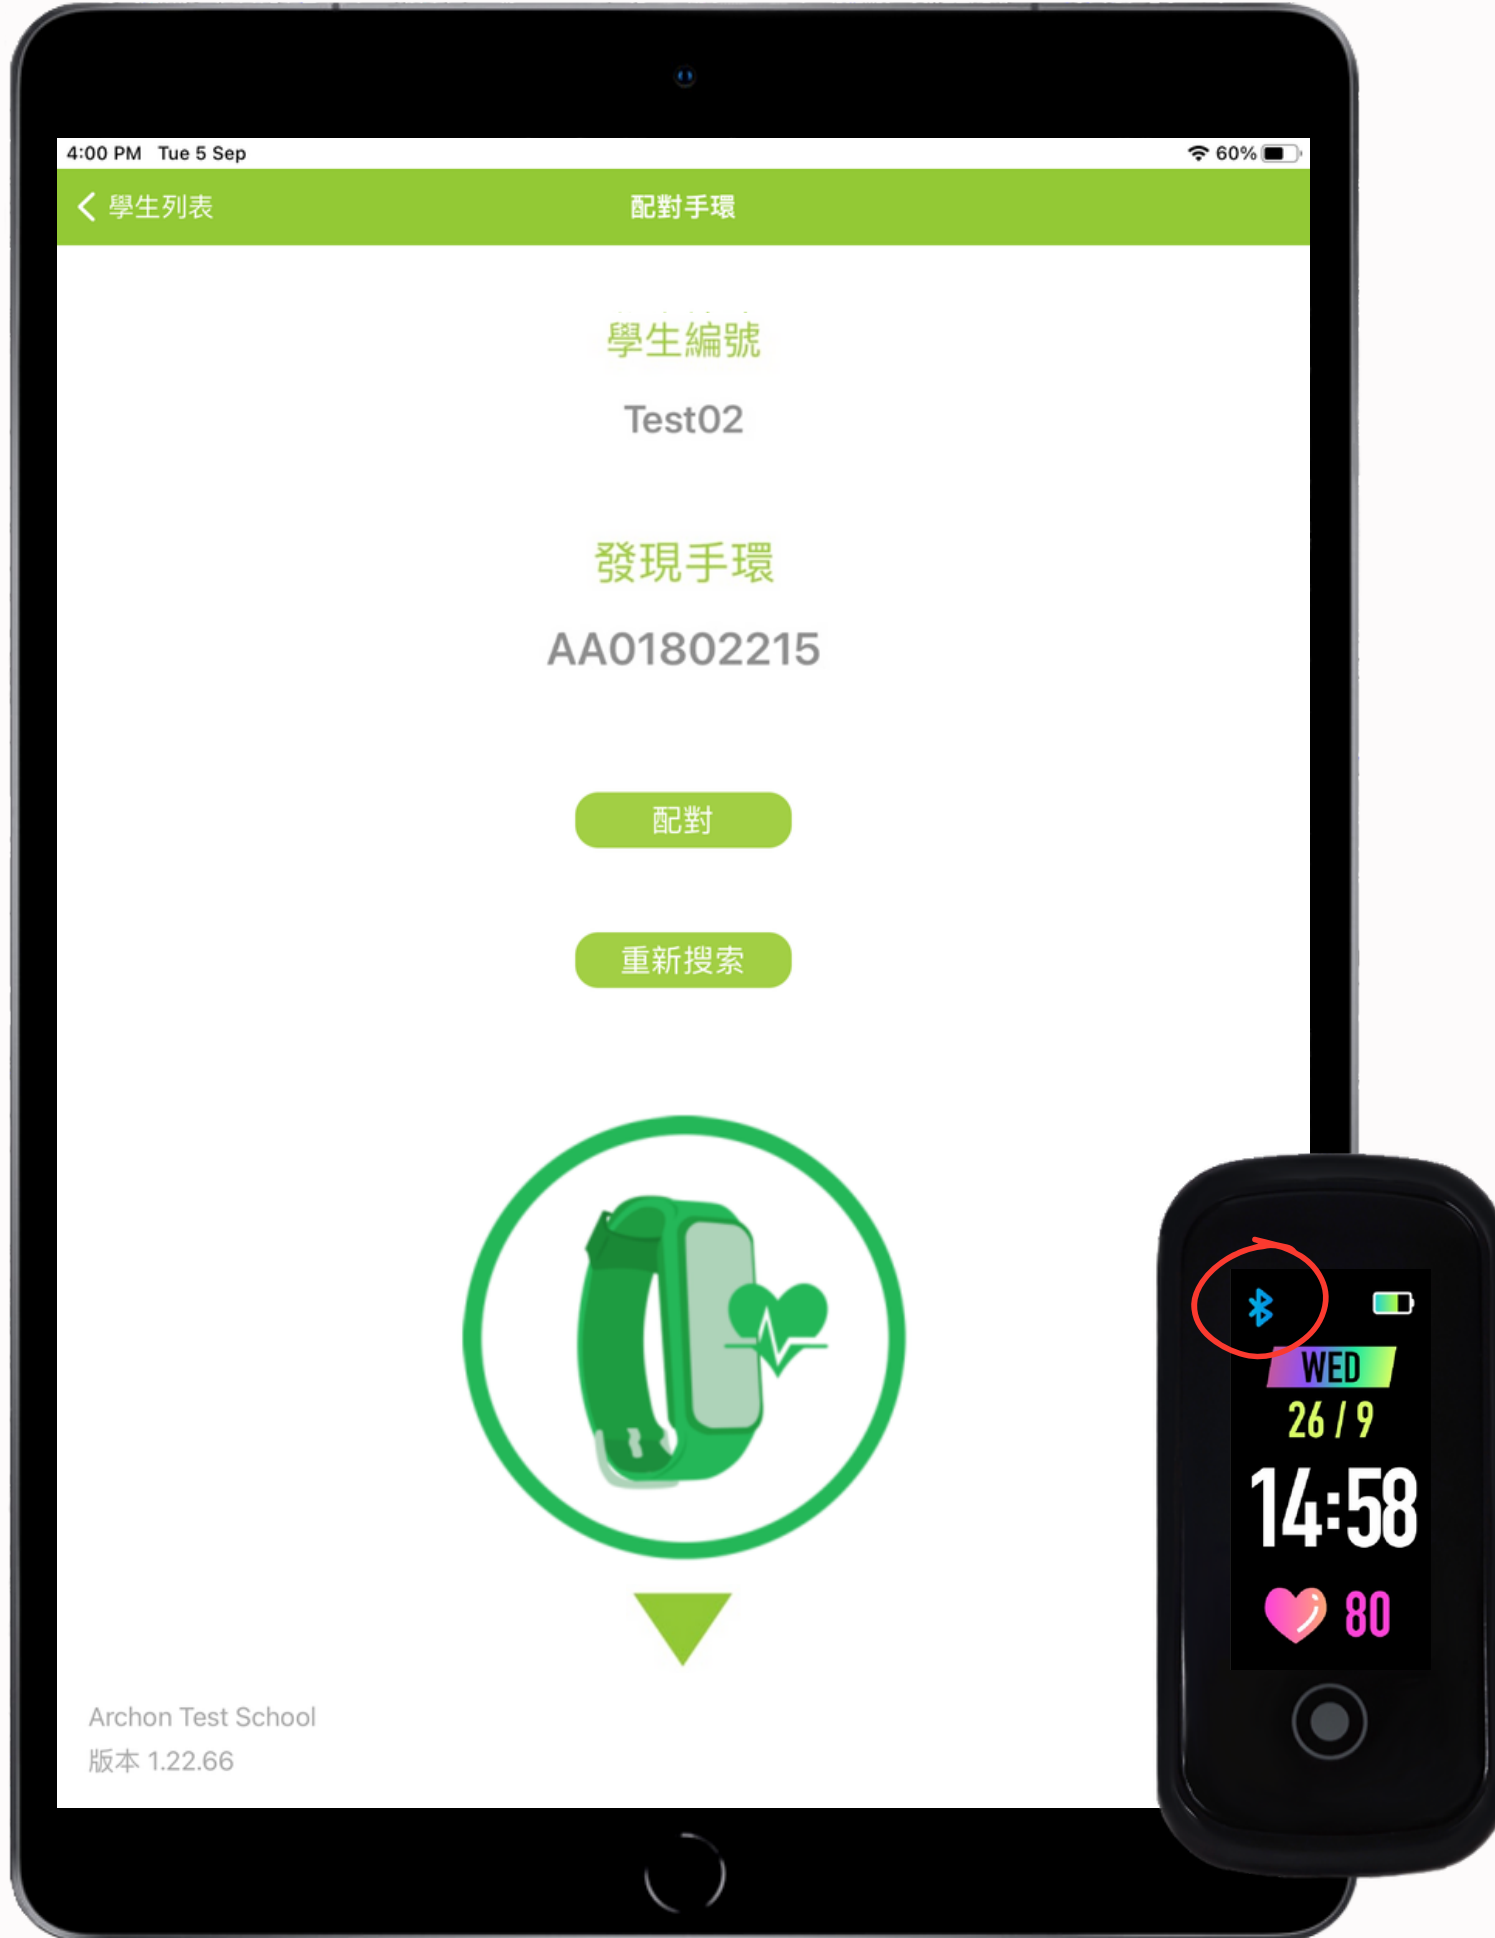 4:00 PM Tue 5 Sep
60%
學生列表
配對手環
學生編號
Test02
發現手環
AA01802215
配對
重新搜索
Archon Test School
版本 1.22.66
WED
26 / 9
14:58
80